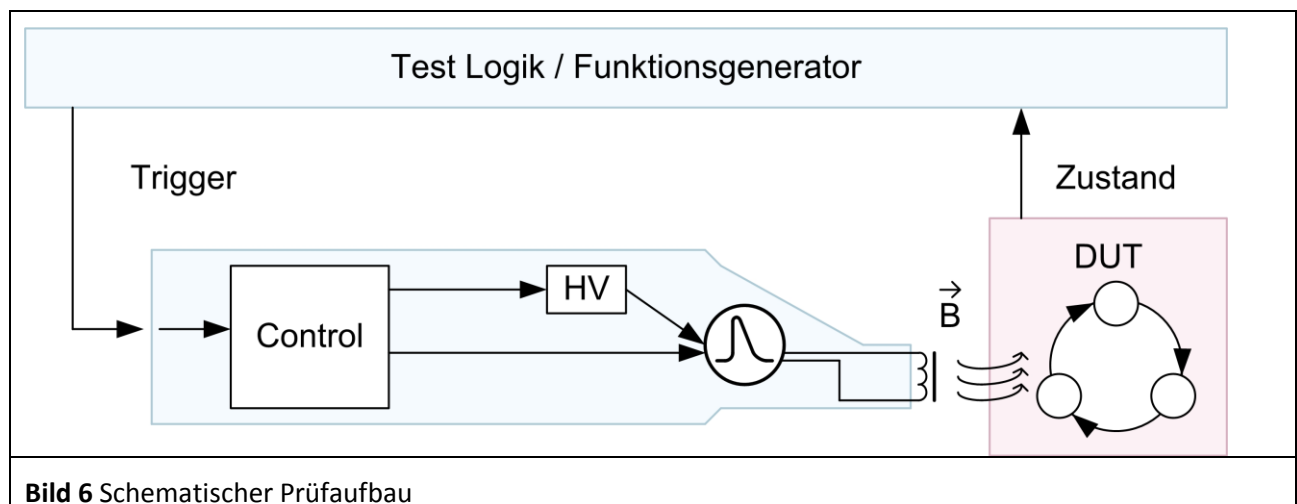 Test Logik / Funktionsgenerator
Trigger
Zustand
DUT
HV
B
Control
Bild 6 Schematischer Prüfaufbau